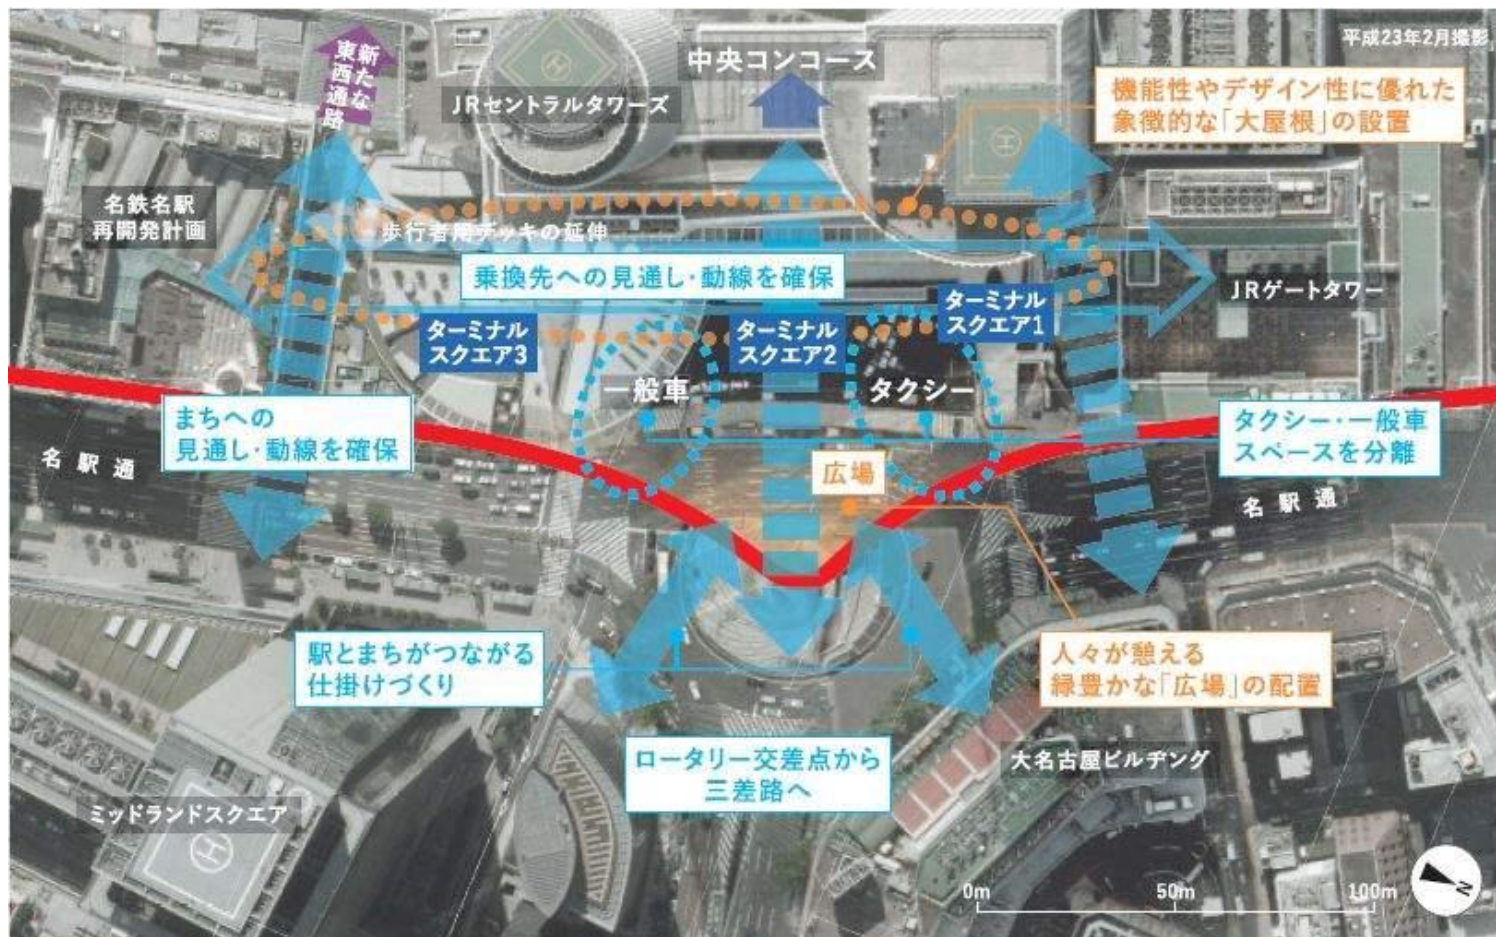 平成23年2月撮影
新たな
東西通路
JRセントラルタワーズ
中央コンコース
機能性やデザイン性に優れた
象徴的な「大屋根」の設置
名鉄名駅
再開発計画
歩行者用デッキの延伸
乗換先への見通し・動線を確保
JRゲートタワー
ターミナル
スクエア1
ターミナル
スクエア2
ターミナル
スクエア3
一般車
タクシー
まちへの
見通し・動線を確保
タクシー・一般車
スペースを分離
広場
名駅通
名駅通
駅とまちがつながる
仕掛けづくり
人々が憩える
緑豊かな「広場」の配置
ロータリー交差点から
三差路へ
大名古屋ビルヂング
ミッドランドスクエア
0m 50m 100m
N